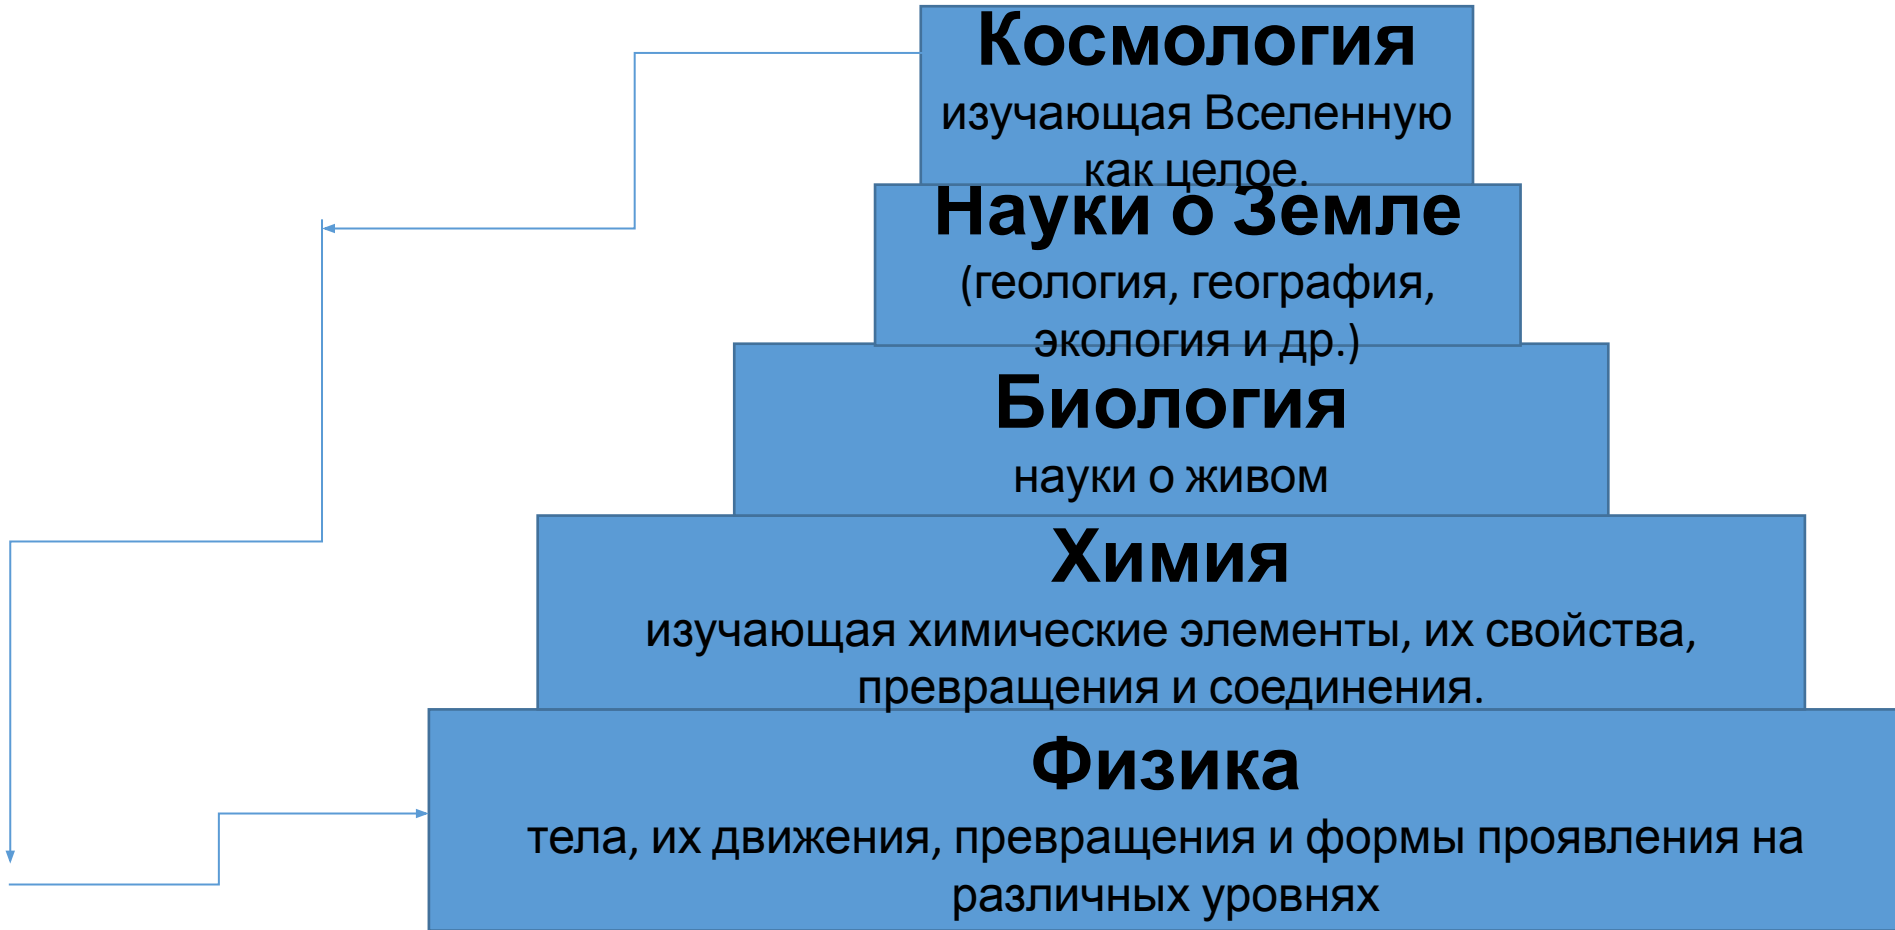 Космология
изучающая Вселенную
как целое.
Науки о Земле
(геология, география,
экология и др.)
Биология
науки о живом
Химия
изучающая химические элементы, их свойства,
превращения и соединения.
Физика
тела, их движения, превращения и формы проявления на
различных уровнях